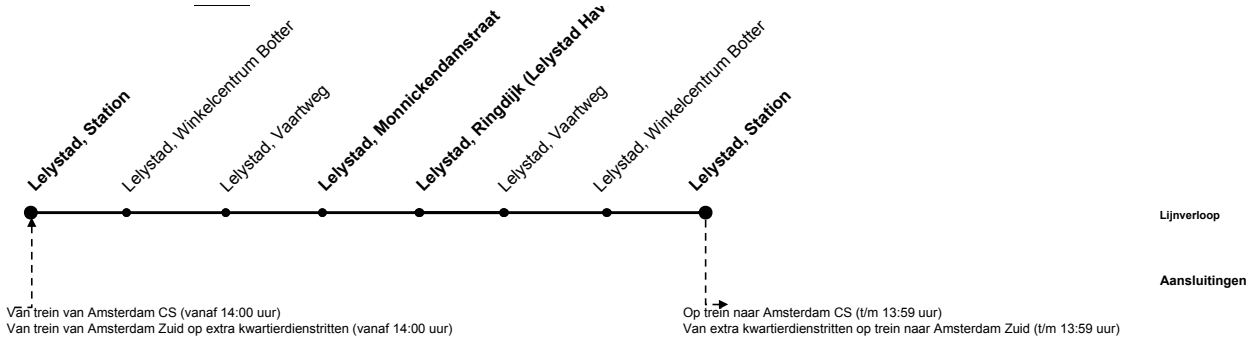 Lelystad, Station
Lelystad, Winkelcentrum Botter
Lelystad, Vaartweg
Lelystad, Monnickendamstraat
Lelystad, Ringdijk (Lelystad
Lelystad, Vaartweg
Lelystad, Winkelcentrum Botter
Lelystad, Station
Lijnverloop
Aansluitingen
Van trein van Amsterdam CS (vanaf 14:00 uur)
Van trein van Amsterdam Zuid op extra kwartierdienstritten (vanaf 14:00 uur)
Op trein naar Amsterdam CS (t/m 13:59 uur)
Van extra kwartierdienstritten op trein naar Amsterdam Zuid (t/m 13:59 uur)